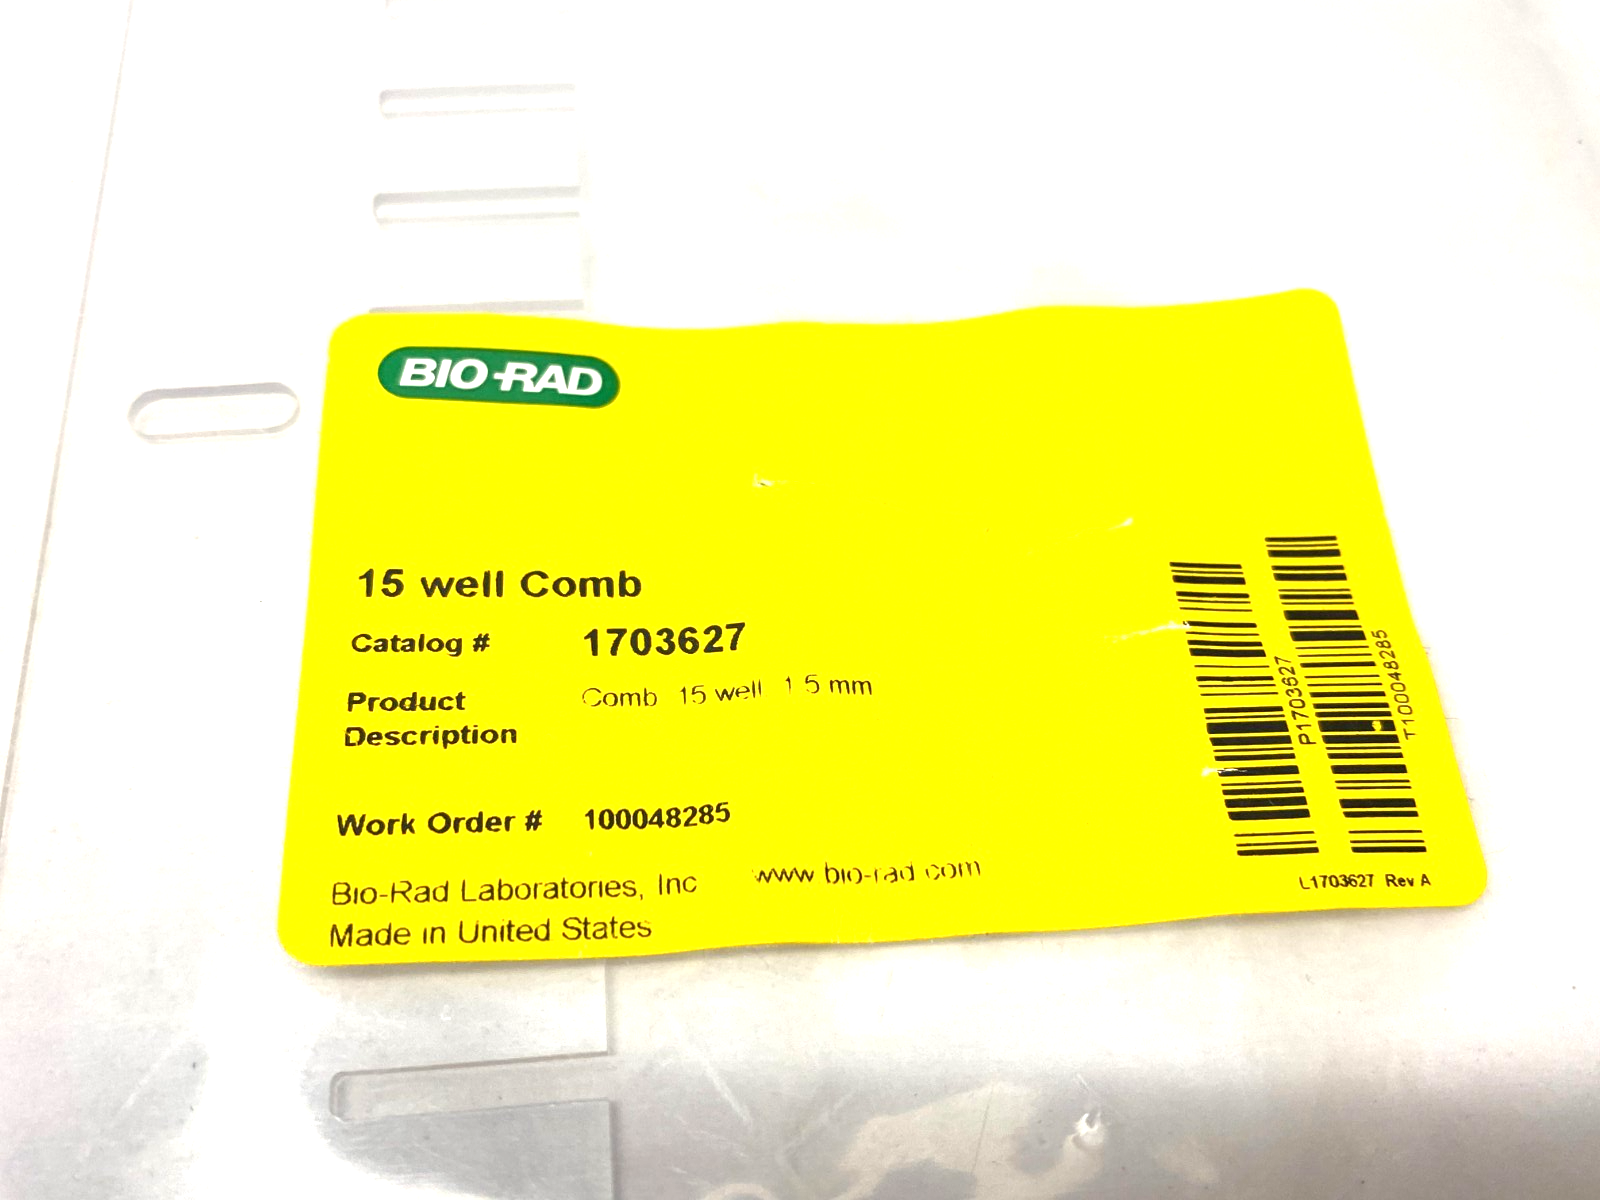 BIO-RAD
15 well Comb
Catalog # 1703627
Product Description Comb 15 well 1.5 mm
Work Order # 100048285
Bio-Rad Laboratories, Inc www.bio-rad.com
Made in United States
P1703627
T100048285
L1703627 Rev A